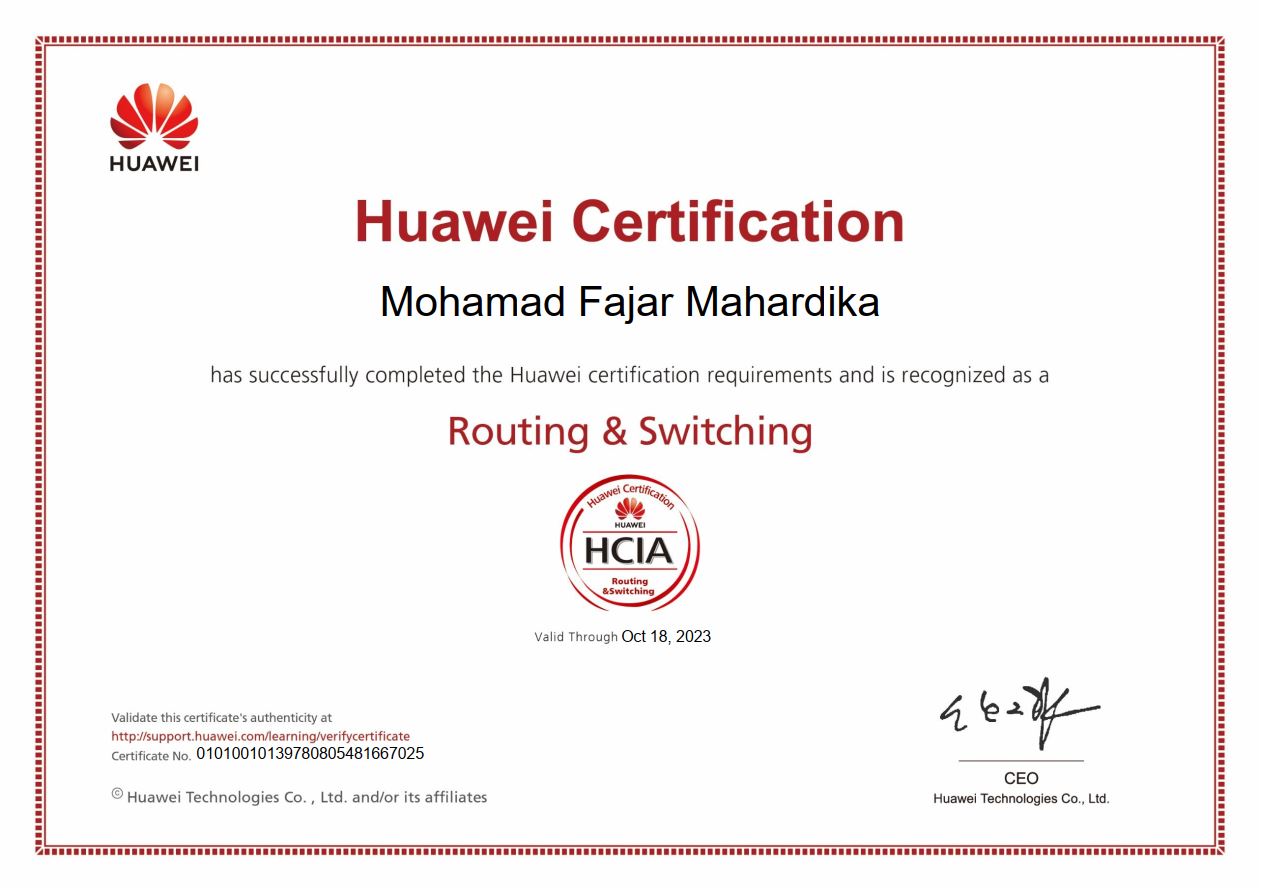 HUAWEI
Huawei Certification
Mohamad Fajar Mahardika
has successfully completed the Huawei certification requirements and is recognized as a
Routing & Switching
Huawei Certification
HUAWEI
HCIA
Routing
&Switching
Valid Through Oct 18, 2023
Validate this certificate's authenticity at
http://support.huawei.com/learning/verifycertificate
Certificate No. 01010010139780805481667025
© Huawei Technologies Co. , Ltd. and/or its affiliates
CEO
Huawei Technologies Co., Ltd.